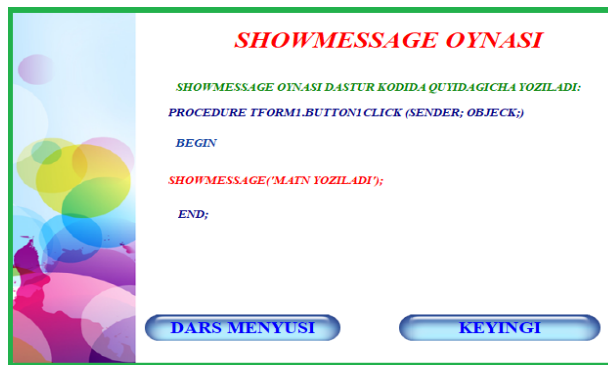 SHOWMESSAGE OYNASI
SHOWMESSAGE OYNASI DASTUR KODIDA QUYIDAGICHA YOZILADI:
PROCEDURE TFORM1.BUTTON1CLICK (SENDER; OBJECK;)
BEGIN
SHOWMESSAGE('MATN YOZILADI');
END;
DARS MENYUSI
KEYINGI